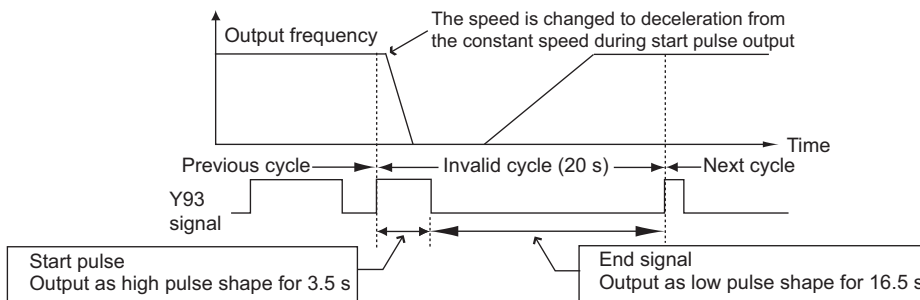 Output frequency
The speed is changed to deceleration from
the constant speed during start pulse output
Time
Previous cycle
Invalid cycle (20 s)
Next cycle
Y93
signal
Start pulse
Output as high pulse shape for 3.5 s
End signal
Output as low pulse shape for 16.5 s